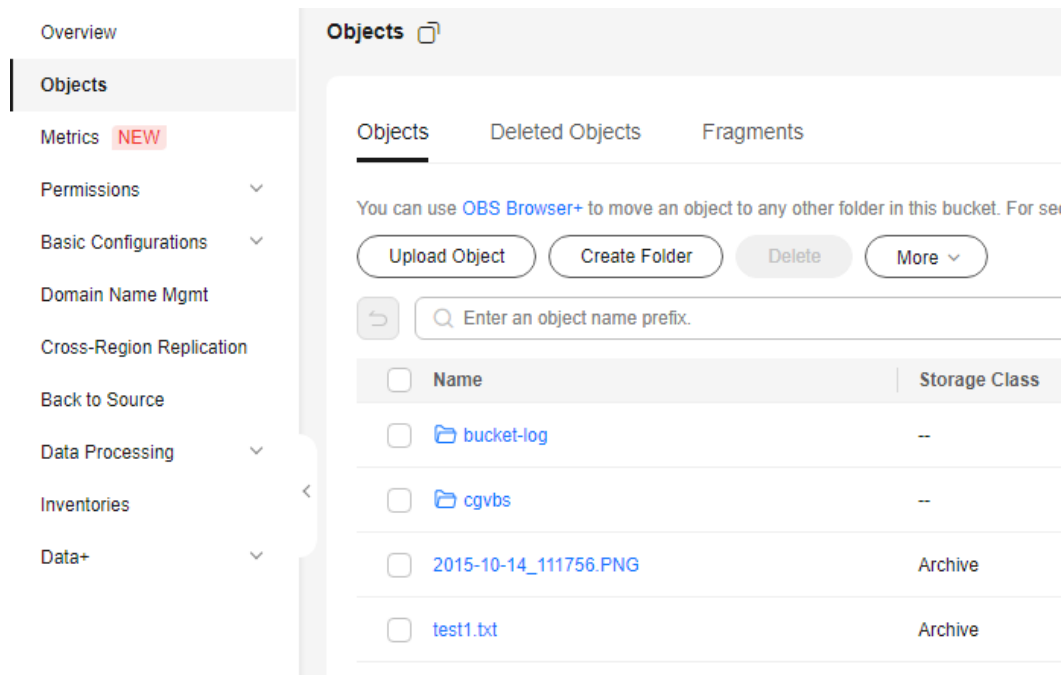 Overview
Objects
Metrics NEW
Permissions
Basic Configurations
Domain Name Mgmt
Cross-Region Replication
Back to Source
Data Processing
Inventories
Data+
Objects
Objects Deleted Objects Fragments
You can use OBS Browser+ to move an object to any other folder in this bucket. For
Upload Object Create Folder Delete More
Enter an object name prefix.
Name Storage Class
bucket-log --
cgvbs --
2015-10-14_111756.PNG Archive
test1.txt Archive